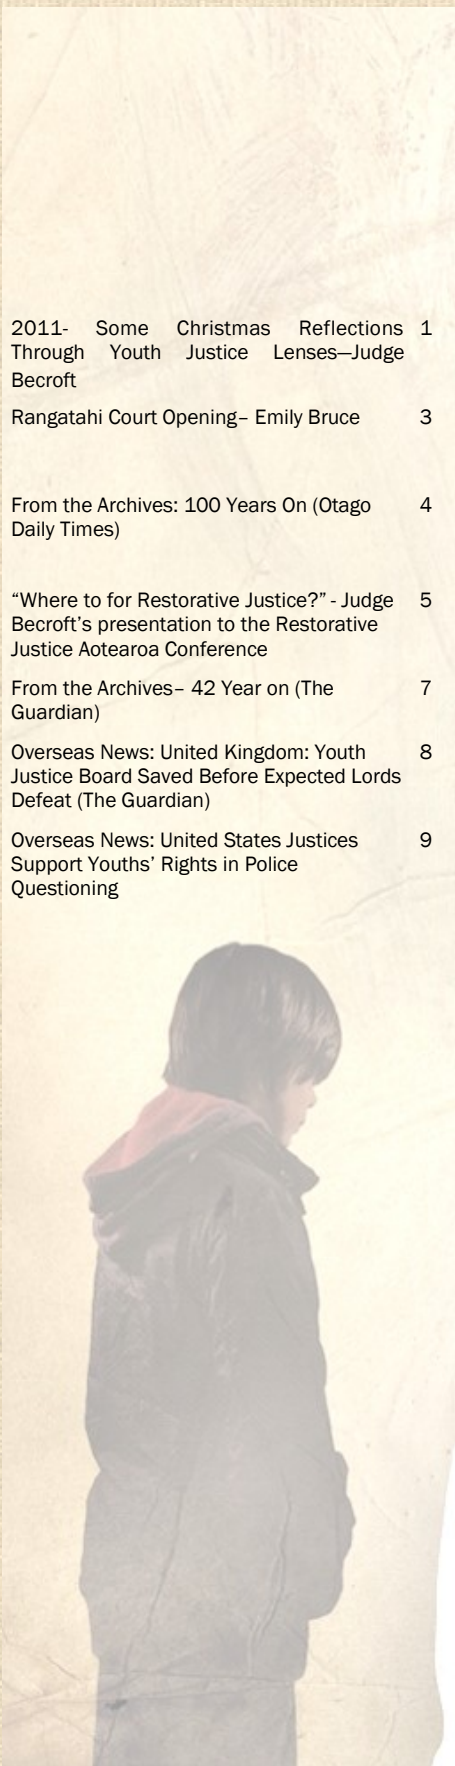 2011- Some Christmas Reflections 1
Through Youth Justice Lenses—Judge
Becroft
Rangatahi Court Opening– Emily Bruce 3
From the Archives: 100 Years On (Otago 4
Daily Times)
“Where to for Restorative Justice?” - Judge 5
Becroft’s presentation to the Restorative
Justice Aotearoa Conference
From the Archives– 42 Year on (The 7
Guardian)
Overseas News: United Kingdom: Youth 8
Justice Board Saved Before Expected Lords
Defeat (The Guardian)
Overseas News: United States Justices 9
Support Youths’ Rights in Police
Questioning